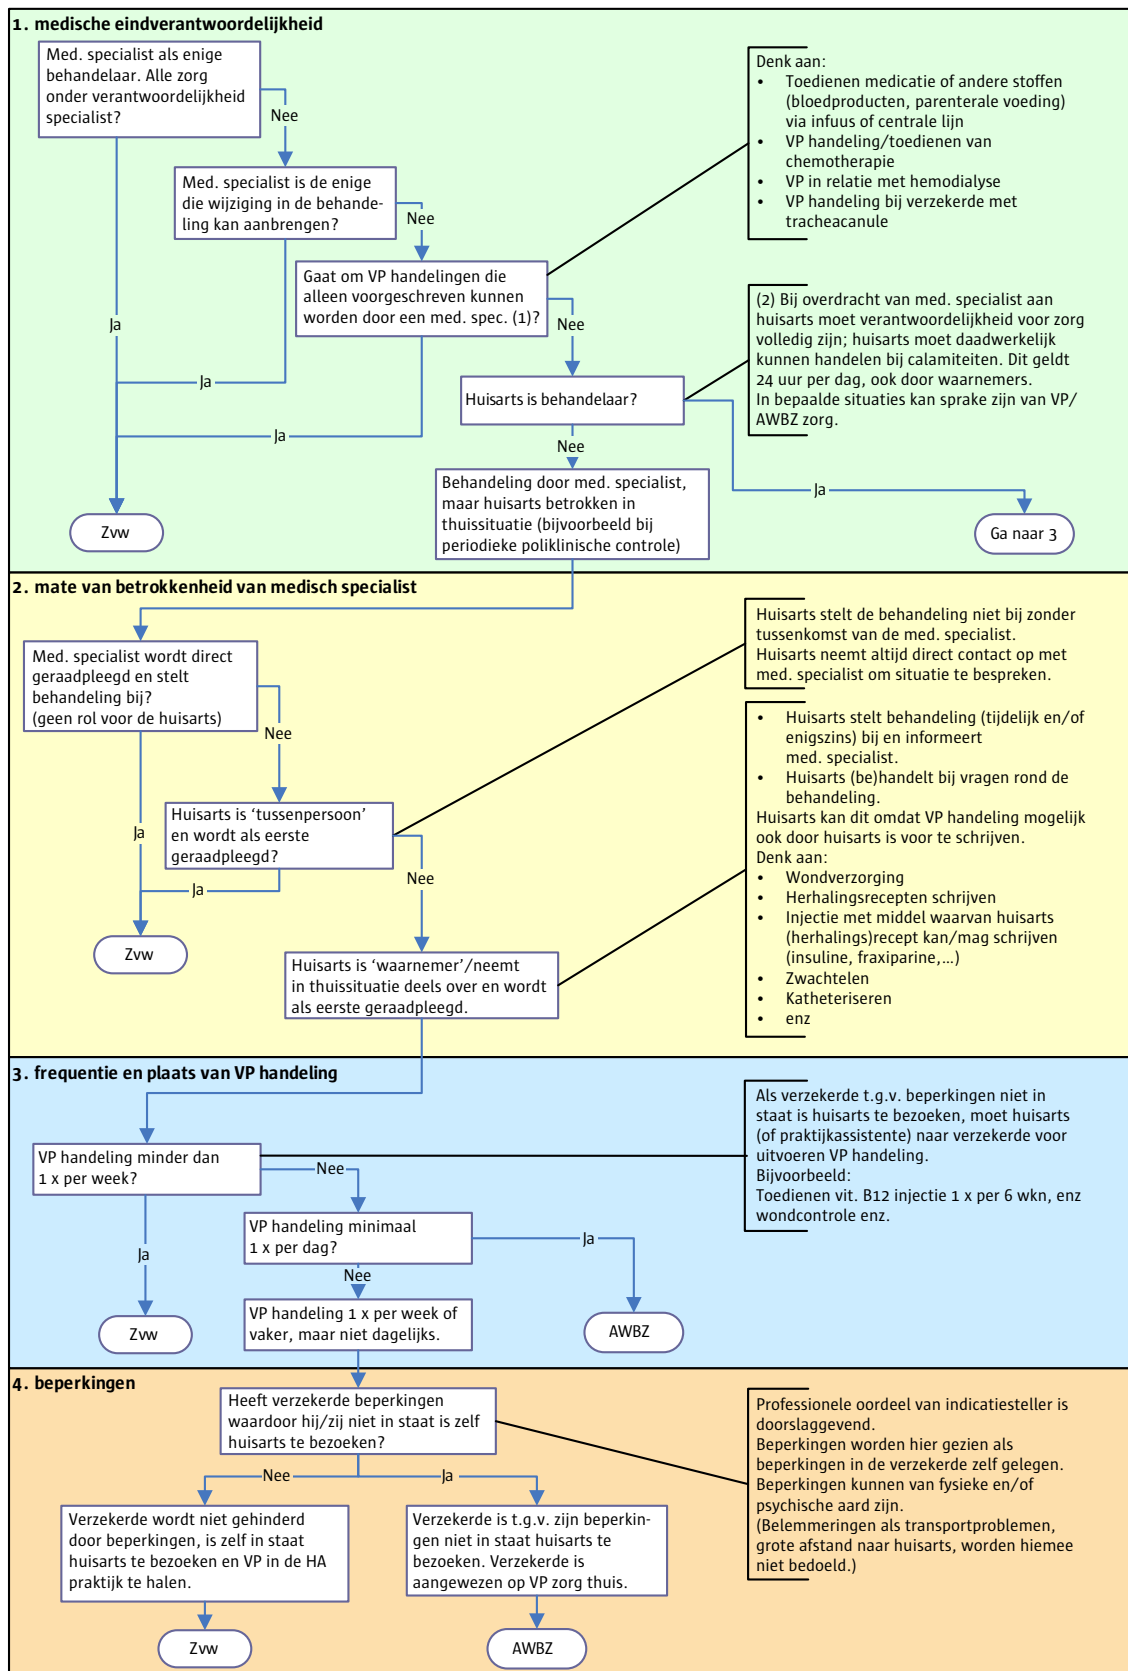 1. medische eindverantwoordelijkheid
Med. specialist als enige
behandelaar. Alle zorg
onder verantwoordelijkheid
specialist?
Nee
Med. specialist is de enige
die wijziging in de behande-
ling kan aanbrengen?
Nee
Gaat om VP handelingen die
alleen voorgeschreven kunnen
worden door een med. spec. (1)?
Nee
Denk aan:
• Toedienen medicatie of andere stoffen
(bloedproducten, parenterale voeding)
via infuus of centrale lijn
• VP handeling/toedienen van
chemotherapie
• VP in relatie met hemodialyse
• VP handeling bij verzekerde met
tracheacanule
(2) Bij overdracht van med. specialist aan
huisarts moet verantwoordelijkheid voor zorg
volledig zijn; huisarts moet daadwerkelijk
kunnen handelen bij calamiteiten. Dit geldt
24 uur per dag, ook door waarnemers.
In bepaalde situaties kan sprake zijn van VP/
AWBZ zorg.
Ja
Ja
Ja
Huisarts is behandelaar?
Nee
Ja
Behandeling door med. specialist,
maar huisarts betrokken in
thuissituatie (bijvoorbeeld bij
periodieke poliklinische controle)
Zvw
Ga naar 3
2. mate van betrokkenheid van medisch specialist
Med. specialist wordt direct
geraadpleegd en stelt
behandeling bij?
(geen rol voor de huisarts)
Nee
Huisarts stelt de behandeling niet bij zonder
tussenkomst van de med. specialist.
Huisarts neemt altijd direct contact op met
med. specialist om situatie te bespreken.
Huisarts is ‘tussenpersoon’
en wordt als eerste
geraadpleegd?
Ja
Ja
Nee
Zvw
Huisarts is ‘waarnemer’/neemt
in thuissituatie deels over en wordt
als eerste geraadpleegd.
• Huisarts stelt behandeling (tijdelijk en/of
enigszins) bij en informeert
med. specialist.
• Huisarts (be)handelt bij vragen rond de
behandeling.
Huisarts kan dit omdat VP handeling mogelijk
ook door huisarts is voor te schrijven.
Denk aan:
• Wondverzorging
• Herhalingsrecepten schrijven
• Injectie met middel waarvan huisarts
(herhalings)recept kan/mag schrijven
(insuline, fraxiparine,...)
• Zwachtelen
• Katheteriseren
• enz
3. frequentie en plaats van VP handeling
VP handeling minder dan
1 x per week?
Nee
Als verzekerde t.g.v. beperkingen niet in
staat is huisarts te bezoeken, moet huisarts
(of praktijkassistente) naar verzekerde voor
uitvoeren VP handeling.
Bijvoorbeeld:
Toedienen vit. B12 injectie 1 x per 6 wkn, enz
wondcontrole enz.
Ja
VP handeling minimaal
1 x per dag?
Ja
Nee
VP handeling 1 x per week of
vaker, maar niet dagelijks.
Zvw
AWBZ
4. beperkingen
Heeft verzekerde beperkingen
waardoor hij/zij niet in staat is zelf
huisarts te bezoeken?
Nee
Ja
Professionele oordeel van indicatiesteller is
doorslaggevend.
Beperkingen worden hier gezien als
beperkingen in de verzekerde zelf gelegen.
Beperkingen kunnen van fysieke en/of
psychische aard zijn.
(Belemmeringen als transportproblemen,
grote afstand naar huisarts, worden hiemee
niet bedoeld.)
Verzekerde wordt niet gehinderd
door beperkingen, is zelf in staat
huisarts te bezoeken en VP in de HA
praktijk te halen.
Verzekerde is t.g.v. zijn beperkin-
gen niet in staat huisarts te
bezoeken. Verzekerde is
aangewezen op VP zorg thuis.
Zvw
AWBZ